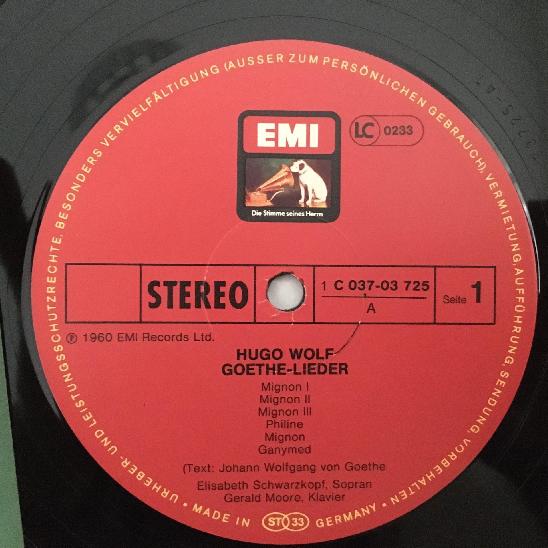 URHEBER- UND LEISTUNGSSCHUTZRECHTE, BESONDERS VERVIELFÄLTIGUNG (AUSSER ZUM PERSÖNLICHEN GEBRAUCH), VERMIETUNG, AUFFÜHRUNG, SENDUNG, VORBEHALTEN
EMI
LC 0233
Die Stimme seines Herrn
STEREO
1 C 037-03 725
A
Seite 1
℗ 1960 EMI Records Ltd.
HUGO WOLF
GOETHE-LIEDER
Mignon I
Mignon II
Mignon III
Philine
Mignon
Ganymed
(Text: Johann Wolfgang von Goethe
Elisabeth Schwarzkopf, Sopran
Gerald Moore, Klavier
• MADE IN ST 33 GERMANY •